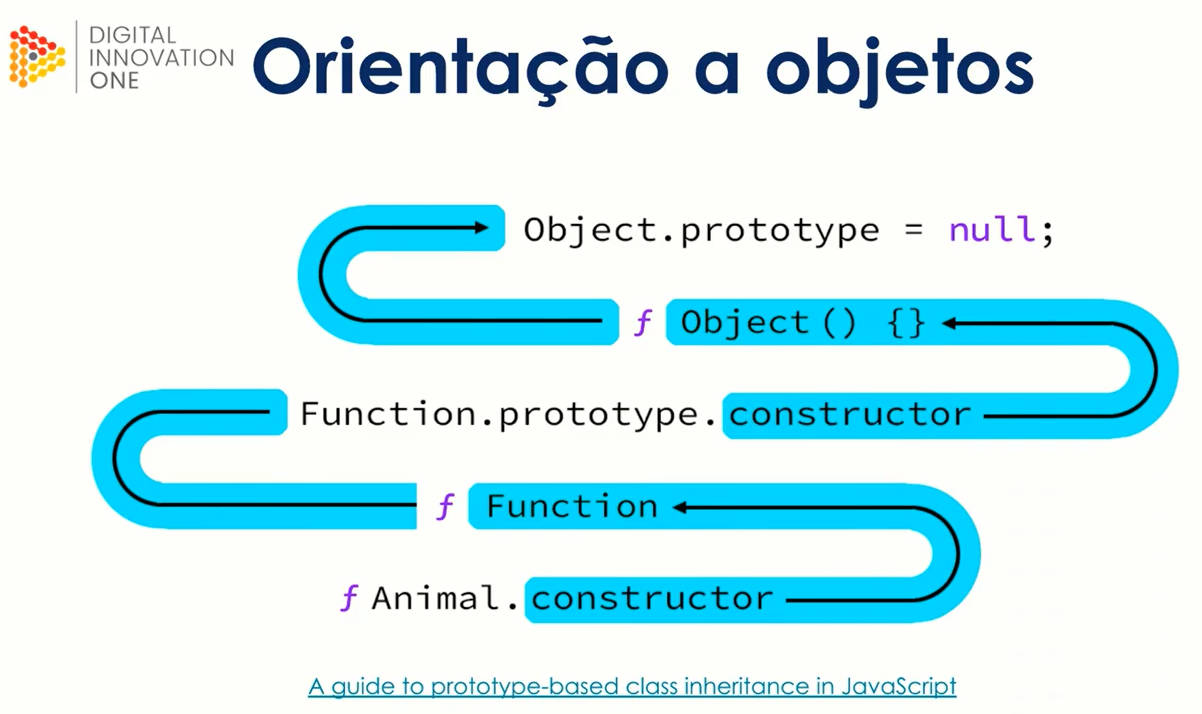 DIGITAL
INNOVATION
ONE
Orientação a objetos
Object.prototype = null;
f Object () {}
Function.prototype.constructor
f Function
f Animal.constructor
A guide to prototype-based class inheritance in JavaScript